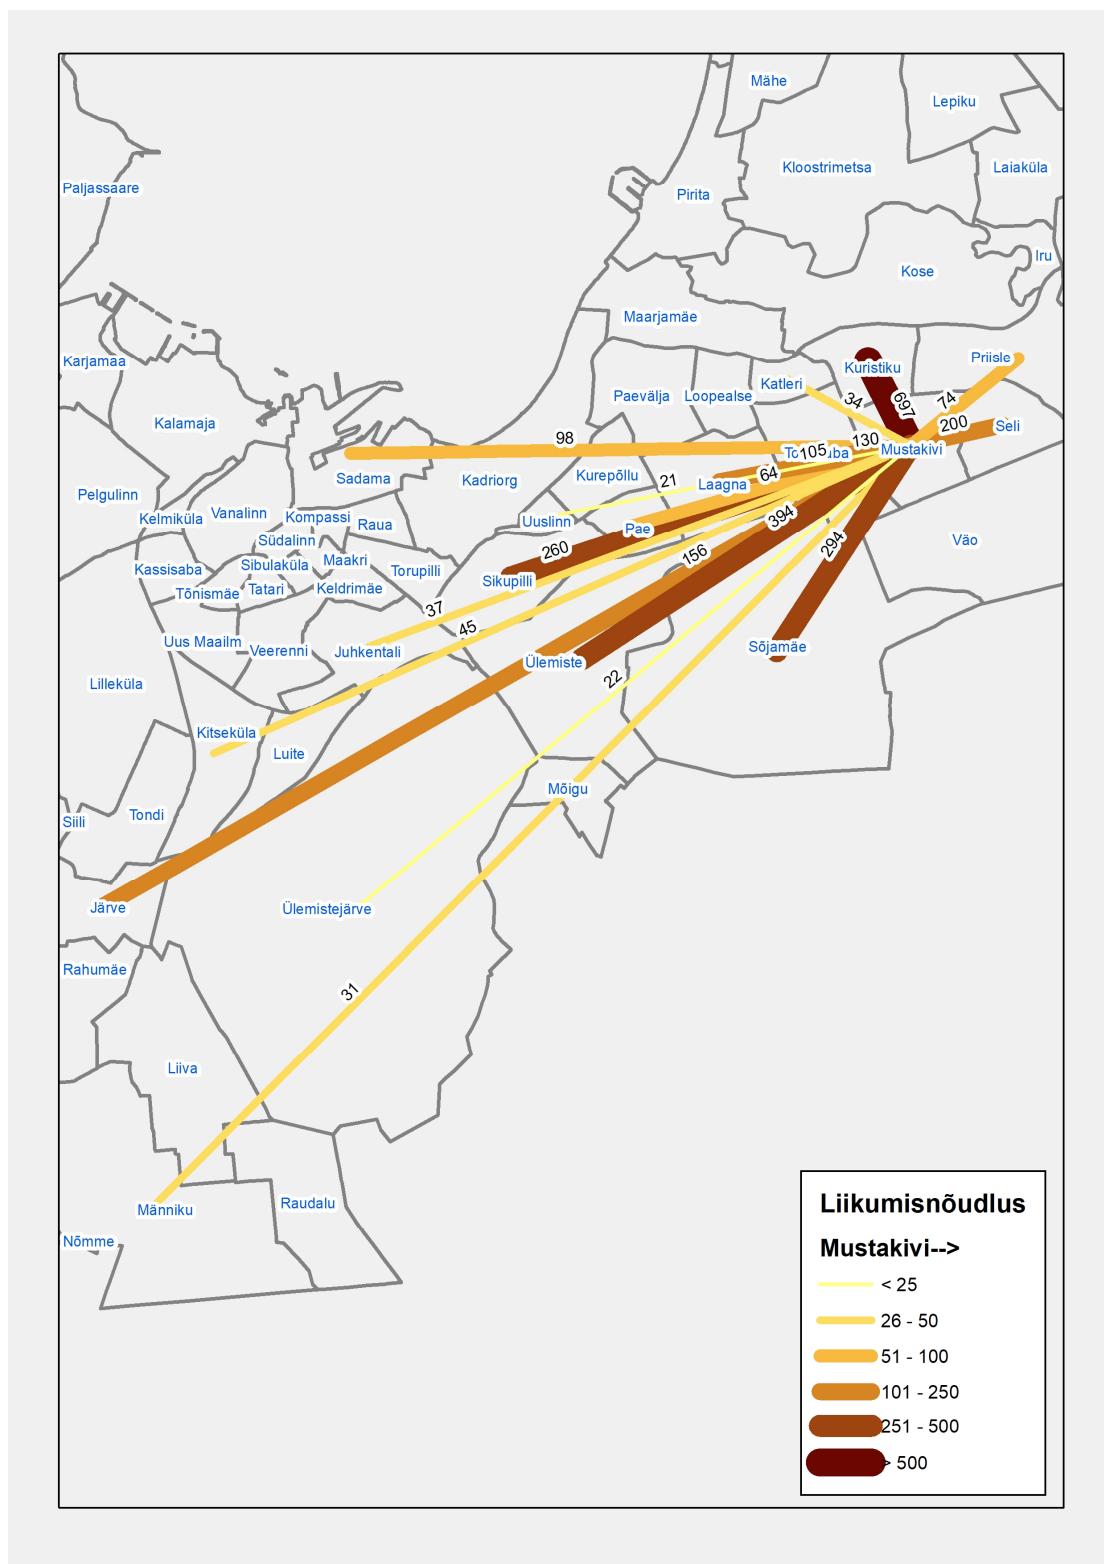 Mähe
Lepiku
Kloostrimetsa
Laiaküla
Paljassaare
Pirita
Iru
Kose
Maarjamäe
Karjamaa
Priisle
Kuristiku
Katleri
Paevälja
Loopealse
34
697
74
Kalamaja
200
Seli
98
130
Mustakivi
105
Sadama
Kadriorg
Kurepõllu
64
21
Laagna
Pelgulinn
Vanalinn
Kelmiküla
Kompassi
Raua
Uuslinn
Pae
394
Südalinn
260
156
294
Väo
Kassisaba
Sibulaküla
Maakri
Torupilli
Sikupilli
Tõnismäe
Tatari
Keldrimäe
37
45
Uus Maailm
Veerenni
Juhkentali
Ülemiste
Sõjamäe
22
Lilleküla
Kitseküla
Luite
Mõigu
Siili
Tondi
Järve
Ülemistejärve
Rahumäe
31
Liiva
Männiku
Raudalu
Nõmme
Liikumisnõudlus
Mustakivi-->
< 25
26 - 50
51 - 100
101 - 250
251 - 500
> 500